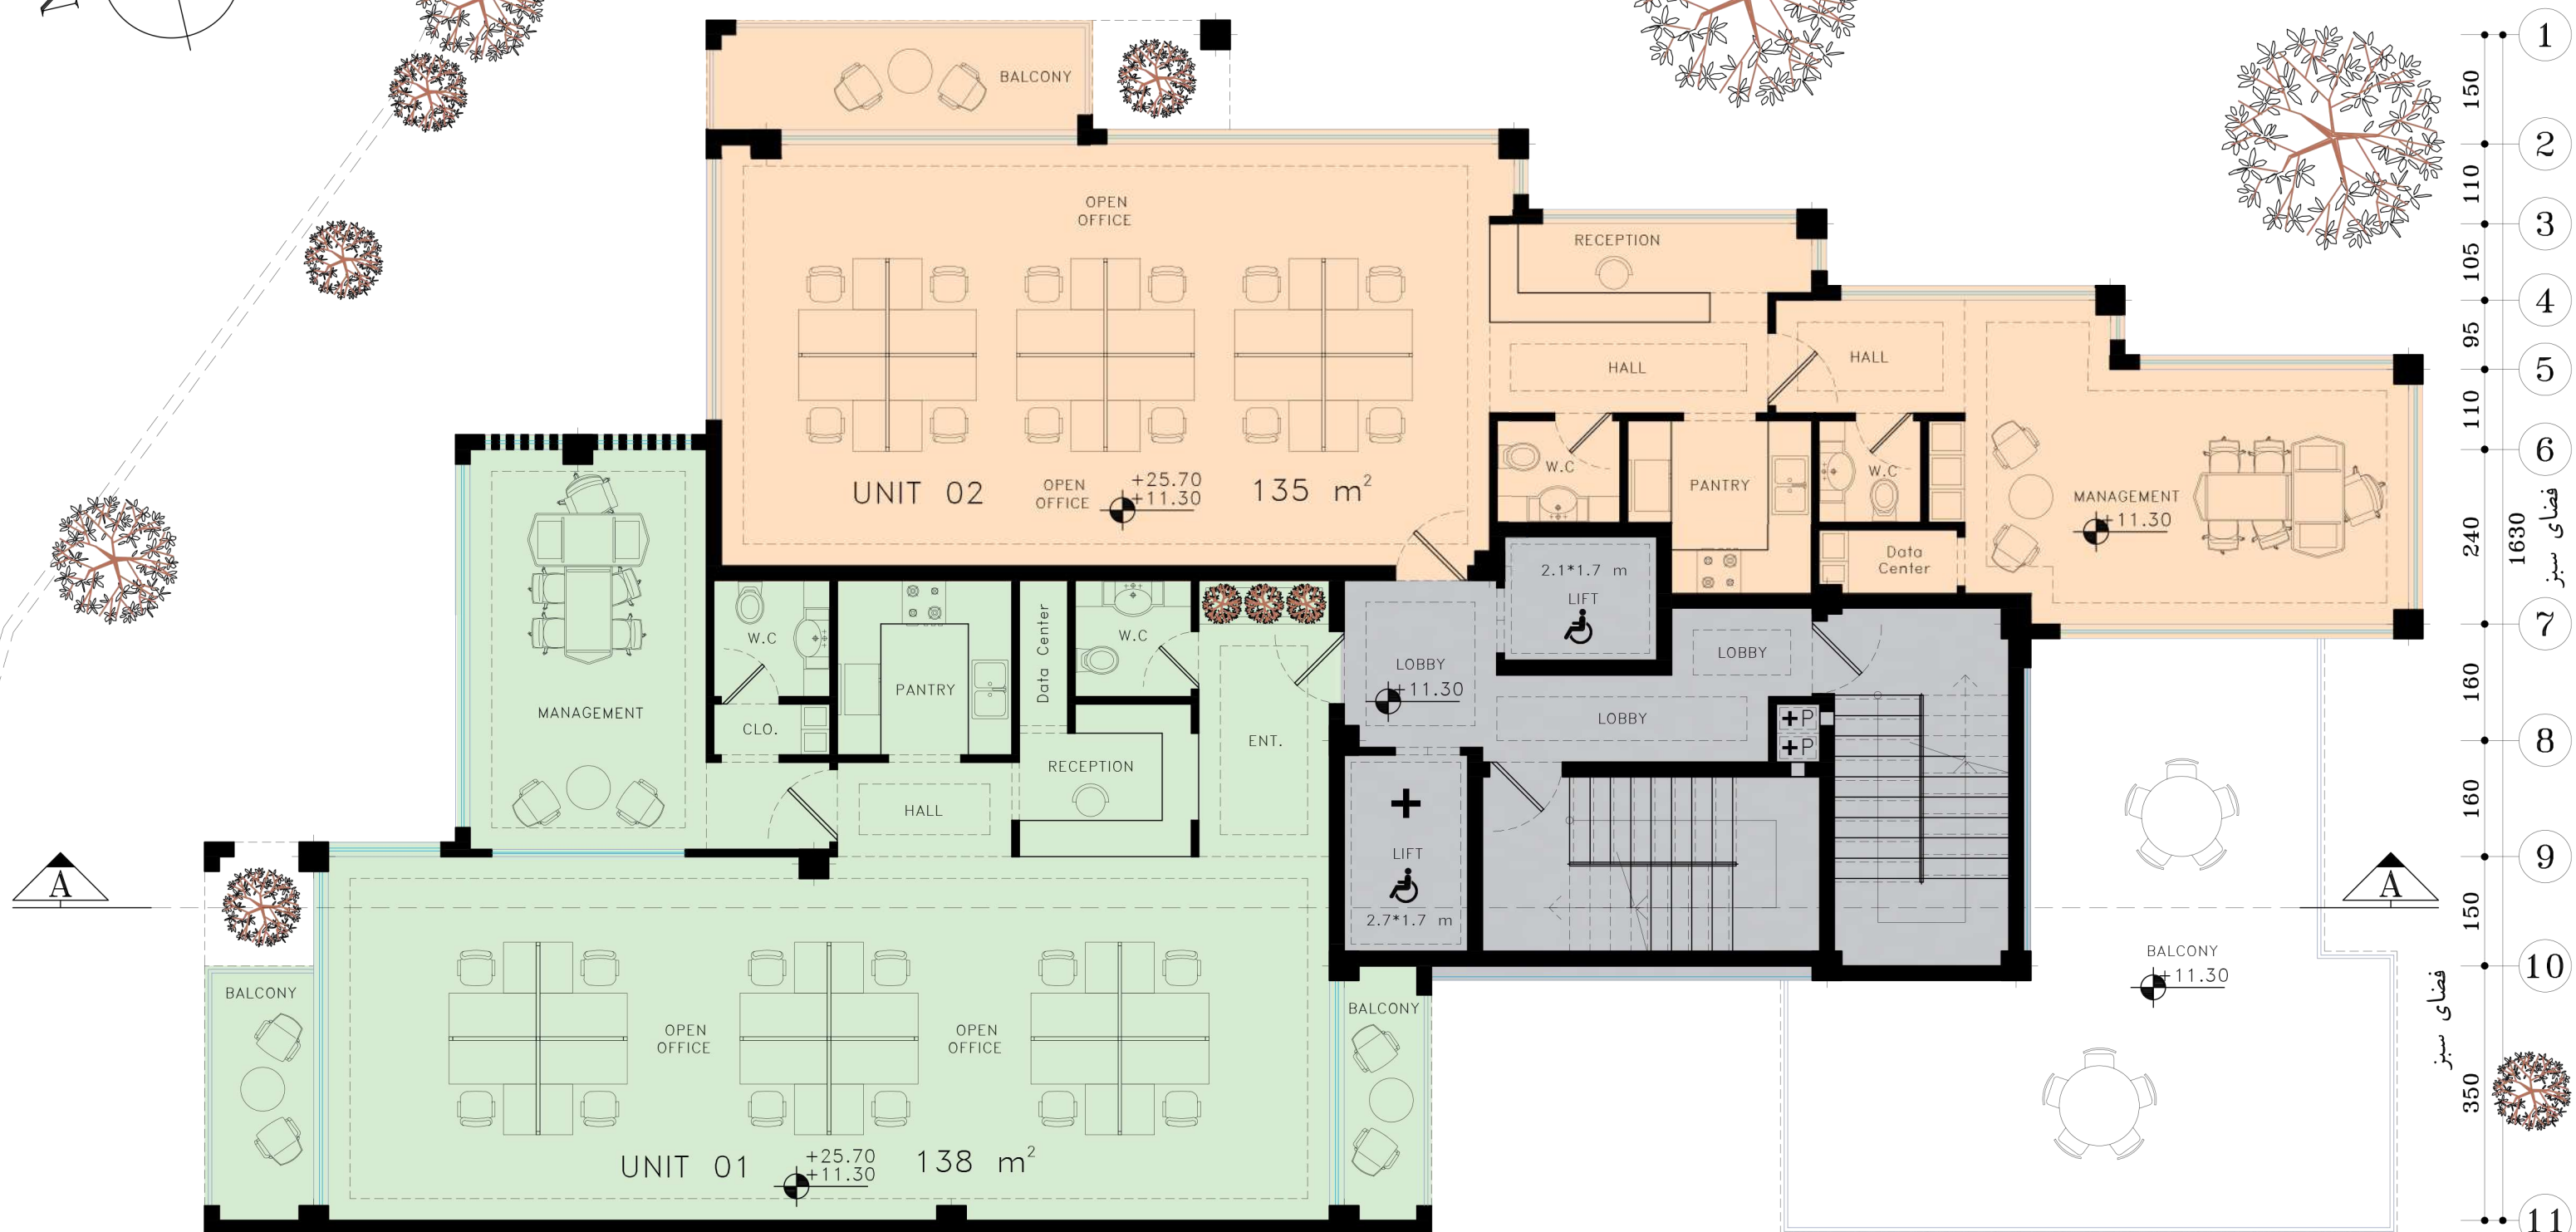 1
BALCONY
150
2
110
OPEN
OFFICE
3
RECEPTION
105
4
95
HALL
HALL
5
110
6
W.C
W.C
PANTRY
UNIT 02
OPEN
OFFICE
+25.70
+11.30
135 m²
MANAGEMENT
+11.30
240
1630
فضای سبز
Data
Center
2.1*1.7 m
LIFT
7
W.C
Data Center
W.C
LOBBY
+11.30
LOBBY
160
PANTRY
MANAGEMENT
CLO.
ENT.
LOBBY
+P
+P
8
RECEPTION
HALL
160
+
LIFT
2.7*1.7 m
9
A
A
150
BALCONY
+11.30
10
فضای سبز
BALCONY
BALCONY
OPEN
OFFICE
OPEN
OFFICE
350
UNIT 01
+25.70
+11.30
138 m²
11